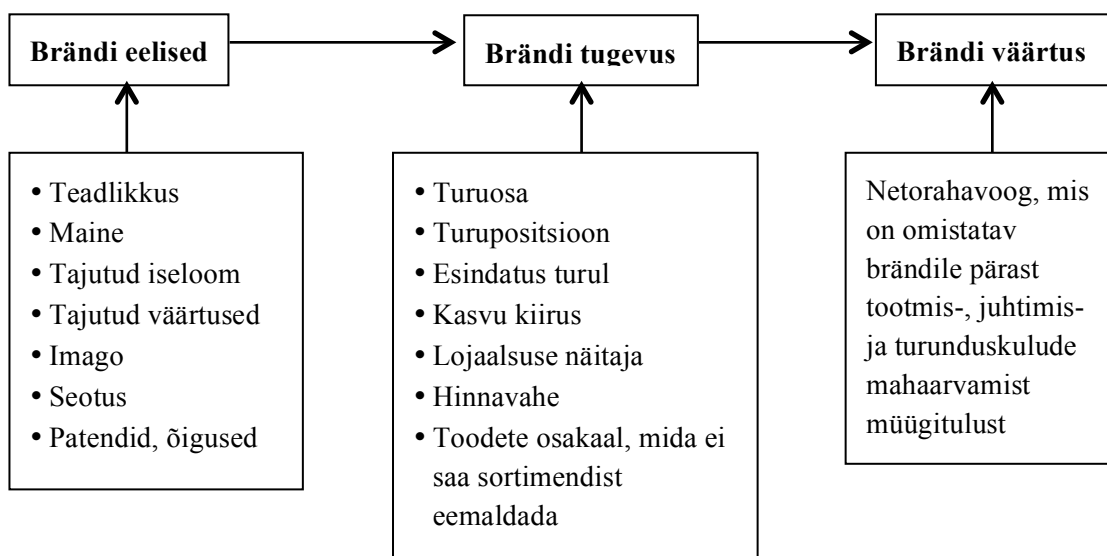 Brändi eelised
Brändi tugevus
Brändi väärtus
• Teadlikkus
• Maine
• Tajutud iseloom
• Tajutud väärtused
• Imago
• Seotus
• Patendid, õigused
• Turuosa
• Turupositsioon
• Esindatus turul
• Kasvu kiirus
• Lojaalsuse näitaja
• Hinnavahe
• Toodete osakaal, mida ei
saa sortimendist
eemaldada
Netorahavoog, mis
on omistatav
brändile pärast
tootmis-, juhtimis-
ja turunduskulude
mahaarvamist
müügitulust